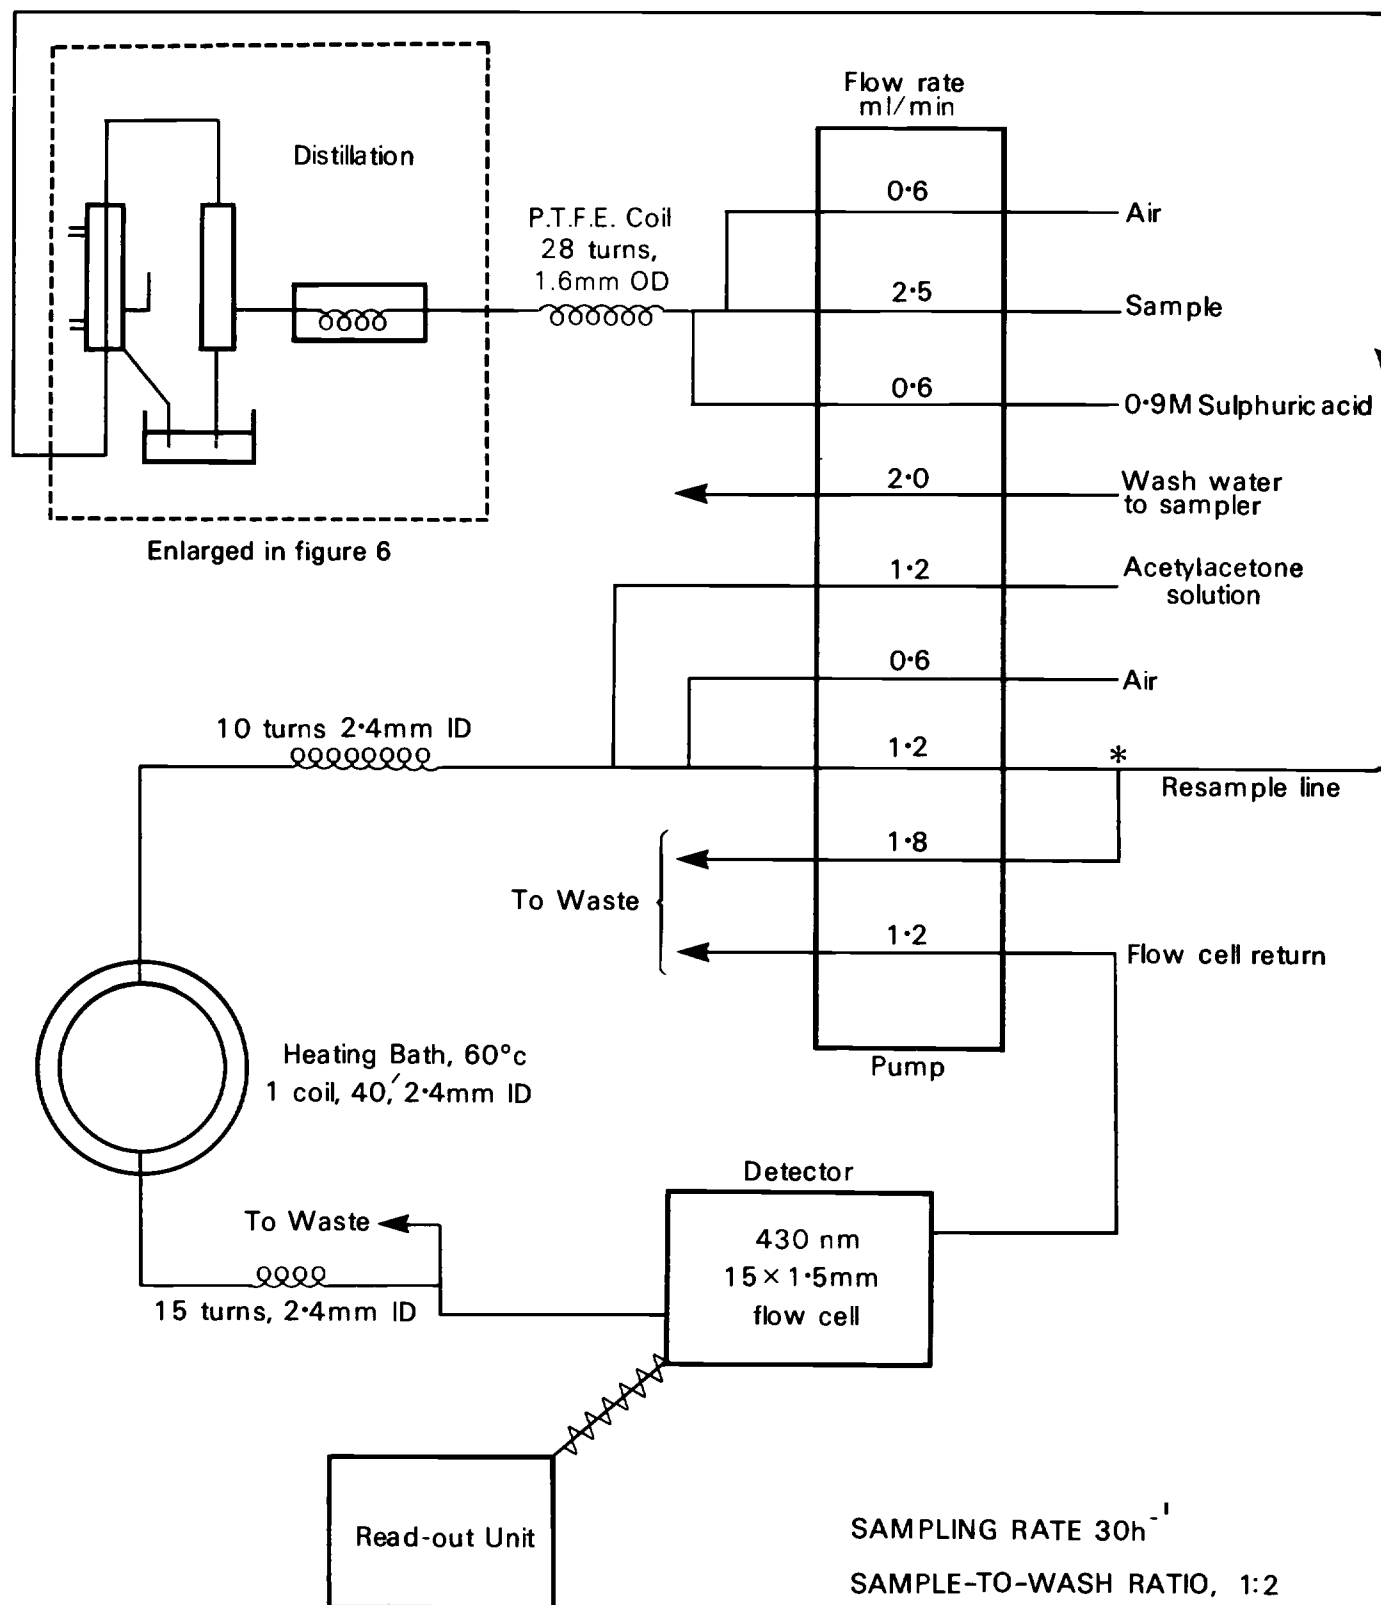 Flow rate
ml/min
Distillation
P.T.F.E. Coil
28 turns,
1.6mm OD
0·6
Air
2·5
Sample
0·6
0·9M Sulphuric acid
2·0
Wash water
to sampler
Enlarged in figure 6
1·2
Acetylacetone
solution
0·6
Air
10 turns 2·4mm ID
1·2
*
Resample line
1·8
To Waste
1·2
Flow cell return
Heating Bath, 60°c
1 coil, 40,′ 2·4mm ID
Pump
Detector
To Waste
430 nm
15 × 1·5mm
flow cell
15 turns, 2·4mm ID
Read-out Unit
SAMPLING RATE 30h⁻¹
SAMPLE-TO-WASH RATIO, 1:2